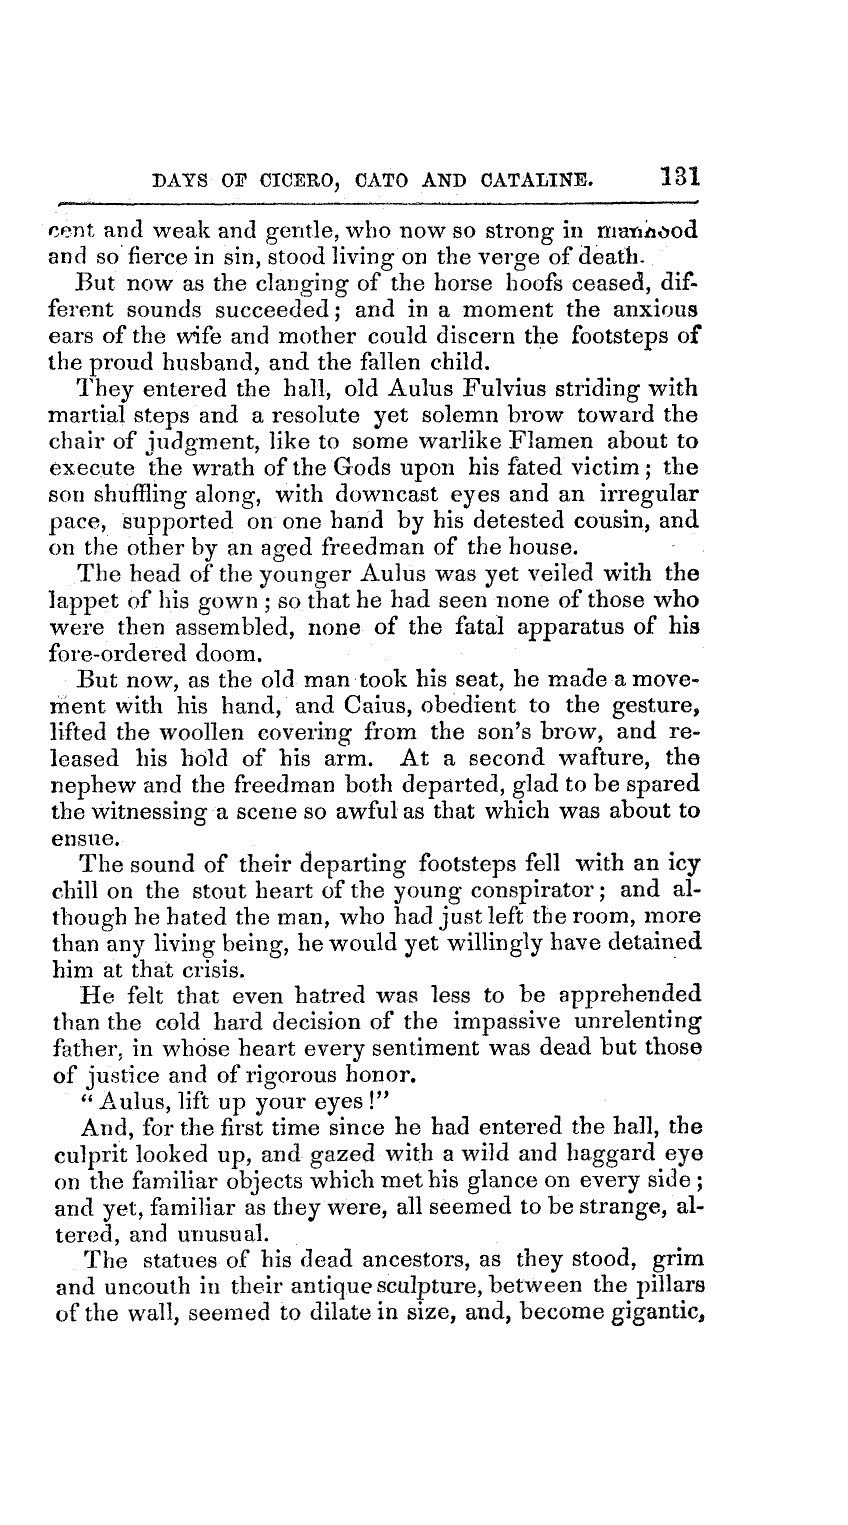 DAYS OF CICERO, CATO AND CATALINE. 131
cent and weak and gentle, who now so strong in manhood
and so fierce in sin, stood living on the verge of death.
But now as the clanging of the horse hoofs ceased, dif-
ferent sounds succeeded; and in a moment the anxious
ears of the wife and mother could discern the footsteps of
the proud husband, and the fallen child.
They entered the hall, old Aulus Fulvius striding with
martial steps and a resolute yet solemn brow toward the
chair of judgment, like to some warlike Flamen about to
execute the wrath of the Gods upon his fated victim; the
son shuffling along, with downcast eyes and an irregular
pace, supported on one hand by his detested cousin, and
on the other by an aged freedman of the house.
The head of the younger Aulus was yet veiled with the
lappet of his gown; so that he had seen none of those who
were then assembled, none of the fatal apparatus of his
fore-ordered doom.
But now, as the old man took his seat, he made a move-
ment with his hand, and Caius, obedient to the gesture,
lifted the woollen covering from the son's brow, and re-
leased his hold of his arm. At a second wafture, the
nephew and the freedman both departed, glad to be spared
the witnessing a scene so awful as that which was about to
ensue.
The sound of their departing footsteps fell with an icy
chill on the stout heart of the young conspirator; and al-
though he hated the man, who had just left the room, more
than any living being, he would yet willingly have detained
him at that crisis.
He felt that even hatred was less to be apprehended
than the cold hard decision of the impassive unrelenting
father, in whose heart every sentiment was dead but those
of justice and of rigorous honor.
"Aulus, lift up your eyes!"
And, for the first time since he had entered the hall, the
culprit looked up, and gazed with a wild and haggard eye
on the familiar objects which met his glance on every side;
and yet, familiar as they were, all seemed to be strange, al-
tered, and unusual.
The statues of his dead ancestors, as they stood, grim
and uncouth in their antique sculpture, between the pillars
of the wall, seemed to dilate in size, and, become gigantic,